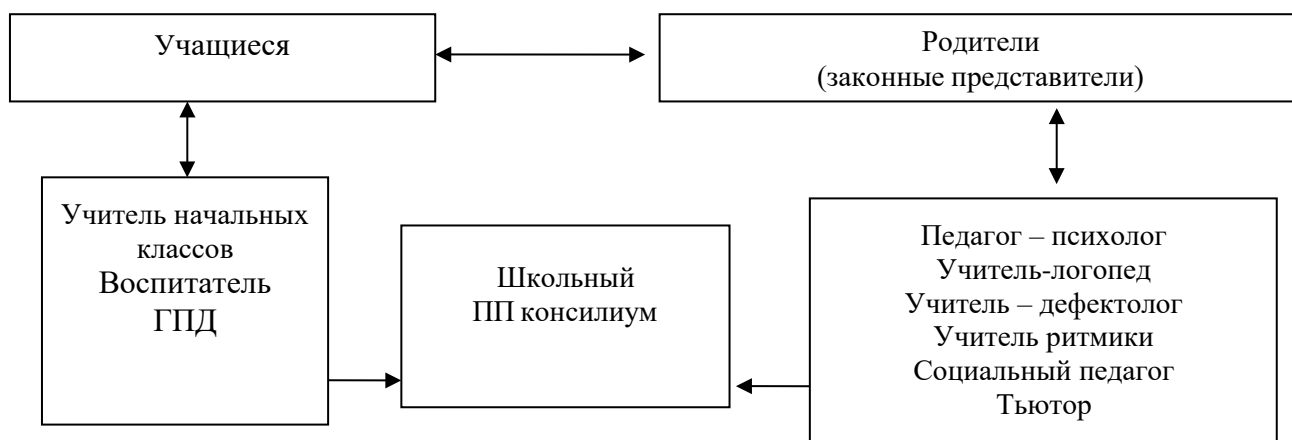 Учащиеся
Родители
(законные представители)
Учитель начальных
классов
Воспитатель
ГПД
Школьный
ПП консилиум
Педагог – психолог
Учитель-логопед
Учитель – дефектолог
Учитель ритмики
Социальный педагог
Тьютор